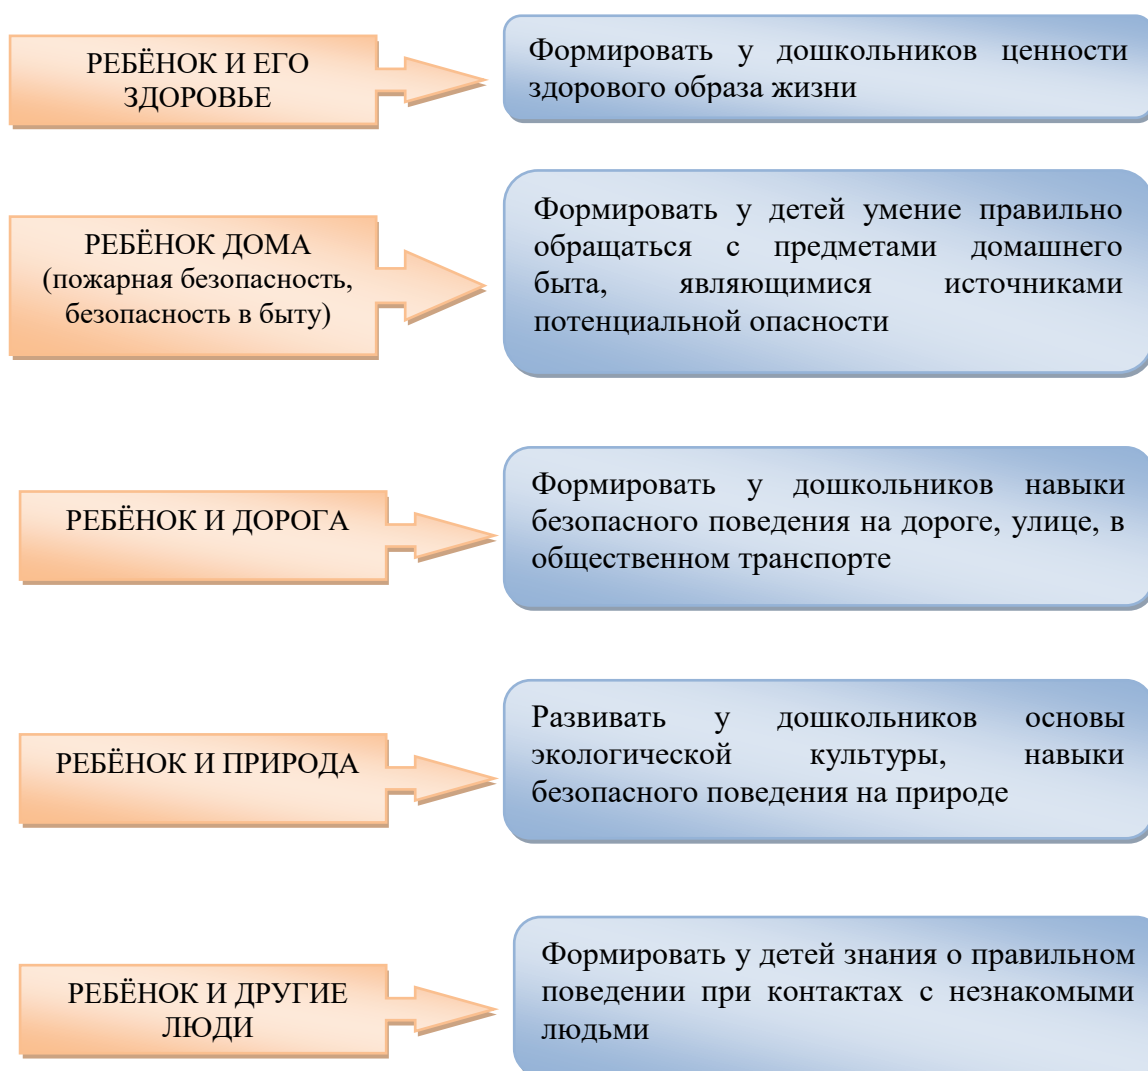 РЕБЁНОК И ЕГО
ЗДОРОВЬЕ
Формировать у дошкольников ценности
здорового образа жизни
РЕБЁНОК ДОМА
(пожарная безопасность,
безопасность в быту)
Формировать у детей умение правильно
обращаться с предметами домашнего
быта, являющимися источниками
потенциальной опасности
РЕБЁНОК И ДОРОГА
Формировать у дошкольников навыки
безопасного поведения на дороге, улице, в
общественном транспорте
РЕБЁНОК И ПРИРОДА
Развивать у дошкольников основы
экологической культуры, навыки
безопасного поведения на природе
РЕБЁНОК И ДРУГИЕ
ЛЮДИ
Формировать у детей знания о правильном
поведении при контактах с незнакомыми
людьми